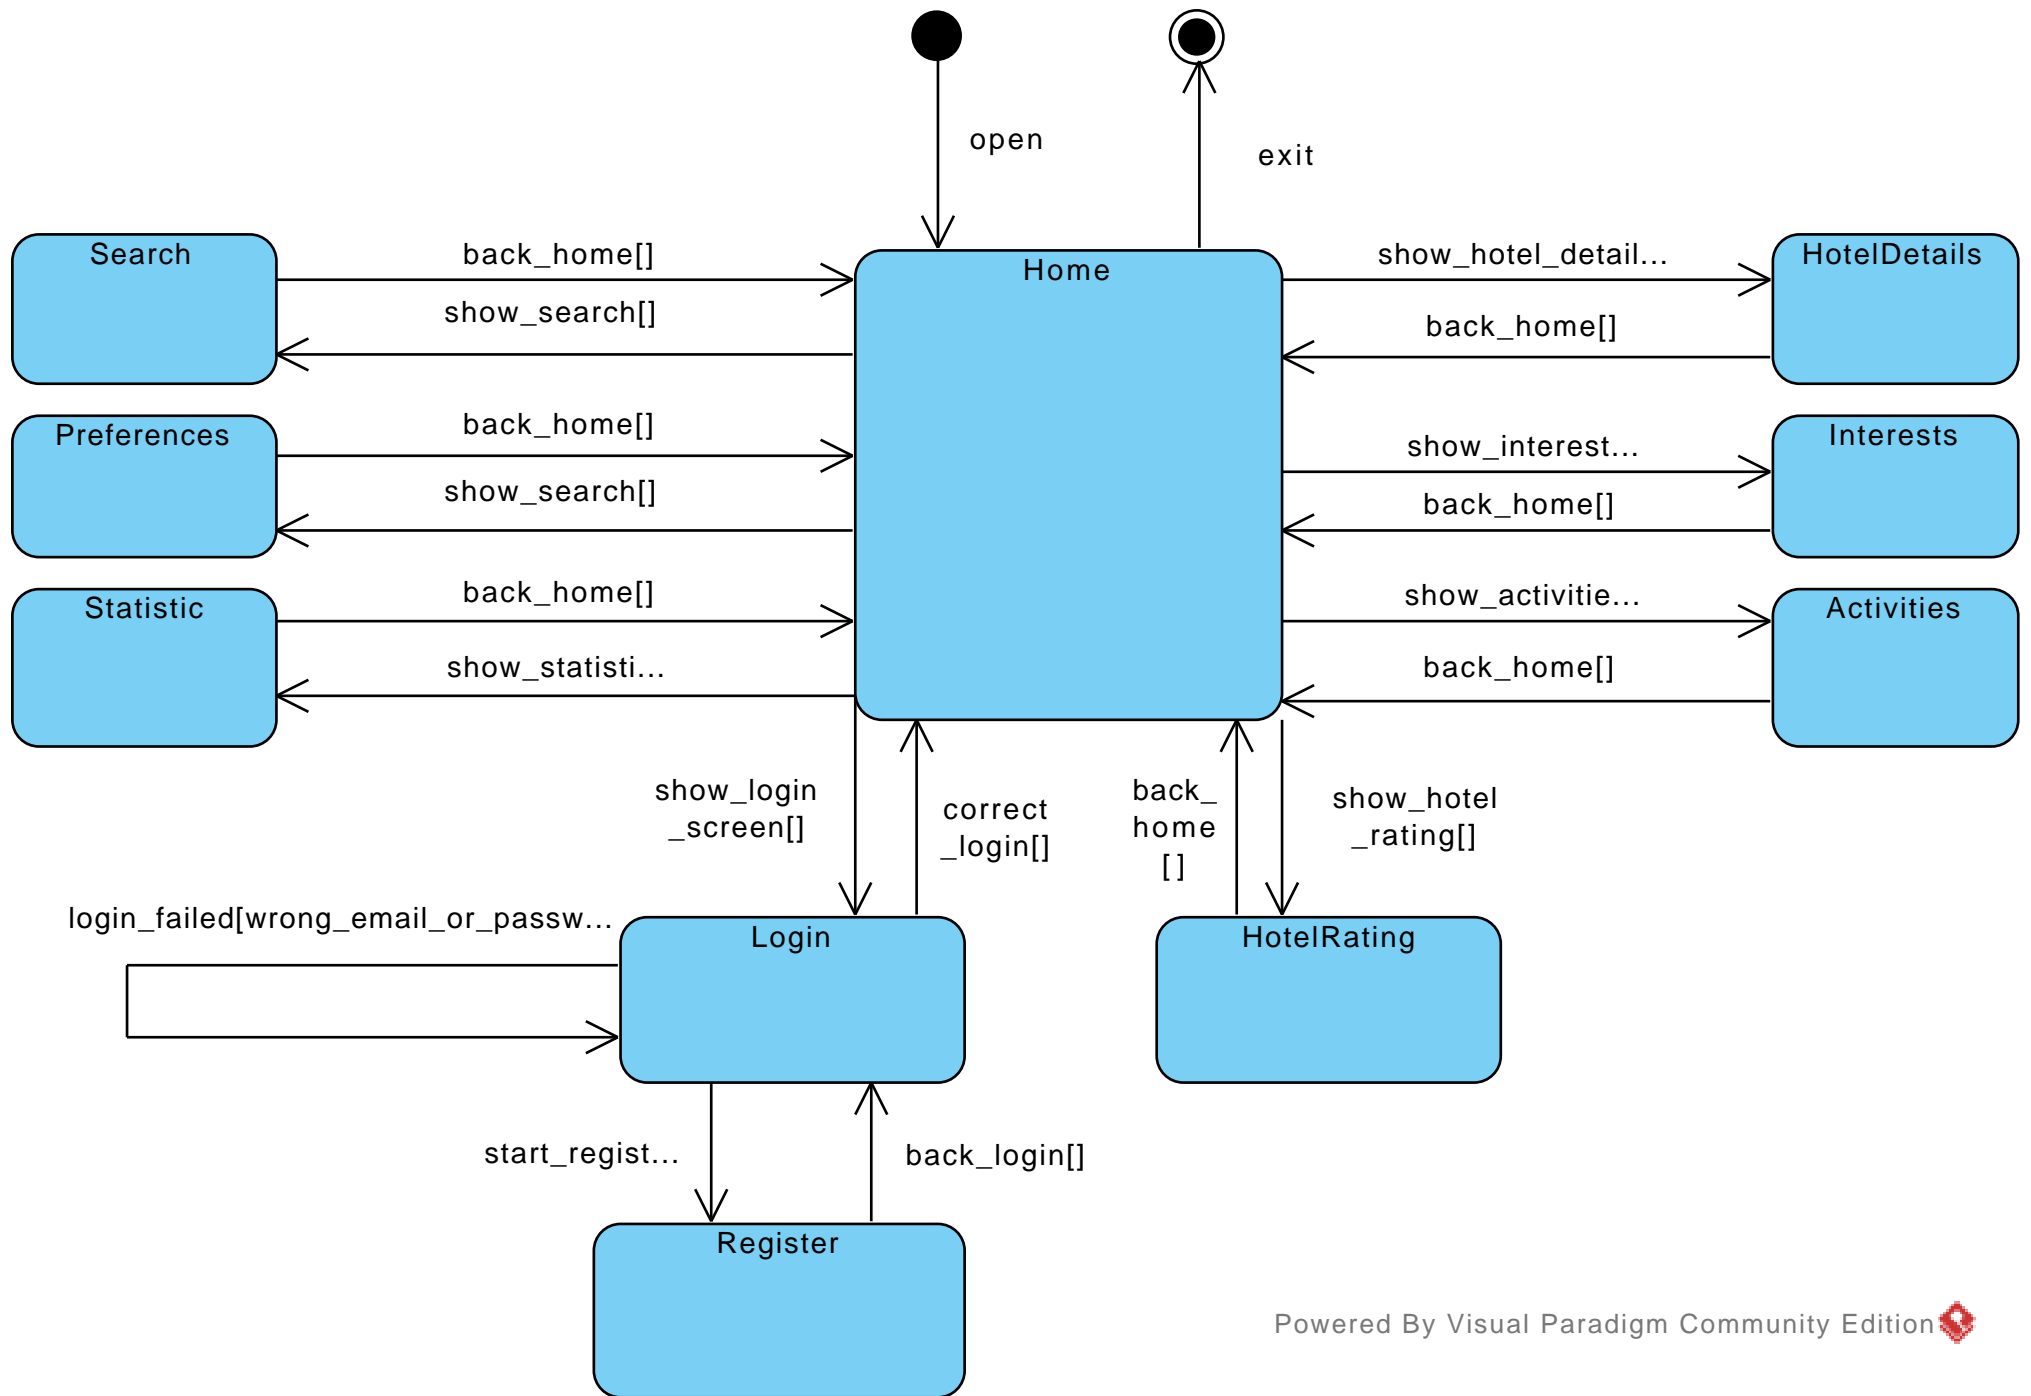 open
exit
Search
back_home[]
show_search[]
Home
show_hotel_detail...
back_home[]
HotelDetails
Preferences
back_home[]
show_search[]
show_interest...
back_home[]
Interests
Statistic
back_home[]
show_statisti...
show_activitie...
back_home[]
Activities
show_login
_screen[]
correct
_login[]
back_
home
[]
show_hotel
_rating[]
login_failed[wrong_email_or_passw...
Login
HotelRating
start_regist...
back_login[]
Register
Powered By Visual Paradigm Community Edition